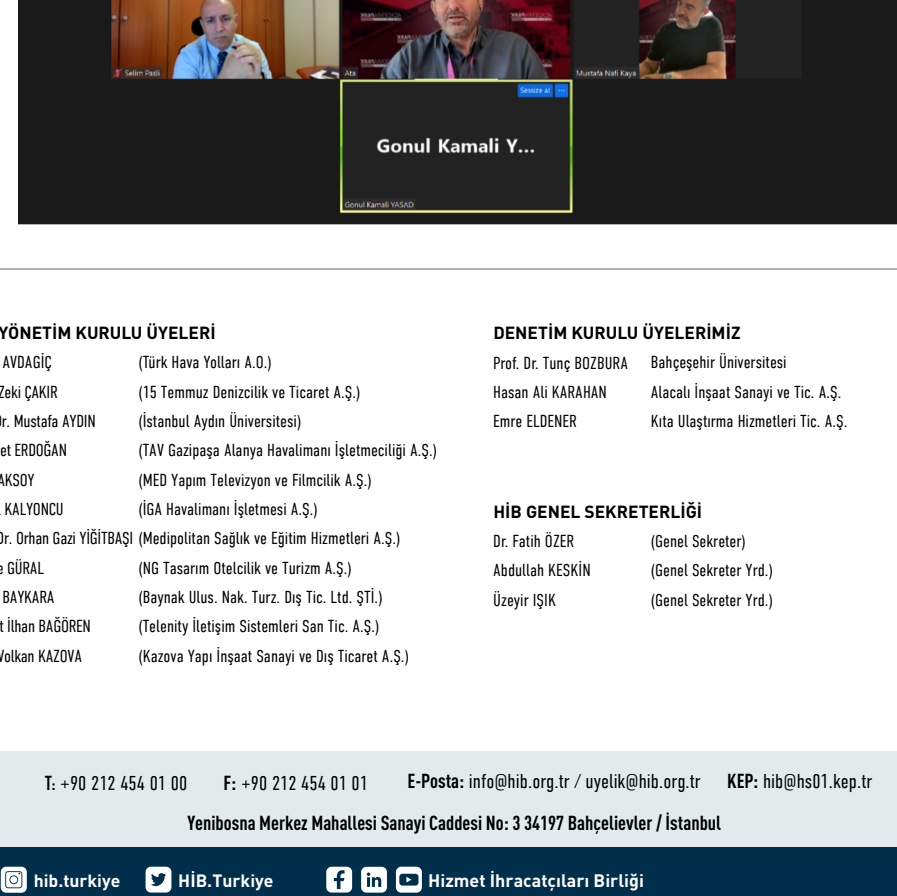 Selim Pasli
Ata
Mustafa Nafi Kaya
Sessize al ...
Gonul Kamali Y...
Gonul Kamali YASAD
YÖNETİM KURULU ÜYELERİ
AVDAGİÇ (Türk Hava Yolları A.O.)
Zeki ÇAKIR (15 Temmuz Denizcilik ve Ticaret A.Ş.)
Dr. Mustafa AYDIN (İstanbul Aydın Üniversitesi)
et ERDOĞAN (TAV Gazipaşa Alanya Havalimanı İşletmeciliği A.Ş.)
AKSOY (MED Yapım Televizyon ve Filmcilik A.Ş.)
KALYONCU (İGA Havalimanı İşletmesi A.Ş.)
Dr. Orhan Gazi YİĞİTBAŞI (Medipolitan Sağlık ve Eğitim Hizmetleri A.Ş.)
e GÜRAL (NG Tasarım Otelcilik ve Turizm A.Ş.)
BAYKARA (Baynak Ulus. Nak. Turz. Dış Tic. Ltd. ŞTİ.)
t İlhan BAĞÖREN (Telenity İletişim Sistemleri San Tic. A.Ş.)
Volkan KAZOVA (Kazova Yapı İnşaat Sanayi ve Dış Ticaret A.Ş.)
DENETİM KURULU ÜYELERİMİZ
Prof. Dr. Tunç BOZBURA Bahçeşehir Üniversitesi
Hasan Ali KARAHAN Alacalı İnşaat Sanayi ve Tic. A.Ş.
Emre ELDENER Kıta Ulaştırma Hizmetleri Tic. A.Ş.
HİB GENEL SEKRETERLİĞİ
Dr. Fatih ÖZER (Genel Sekreter)
Abdullah KESKİN (Genel Sekreter Yrd.)
Üzeyir IŞIK (Genel Sekreter Yrd.)
T: +90 212 454 01 00 F: +90 212 454 01 01 E-Posta: info@hib.org.tr / uyelik@hib.org.tr KEP: hib@hs01.kep.tr
Yenibosna Merkez Mahallesi Sanayi Caddesi No: 3 34197 Bahçelievler / İstanbul
hib.turkiye HİB.Turkiye Hizmet İhracatçıları Birliği